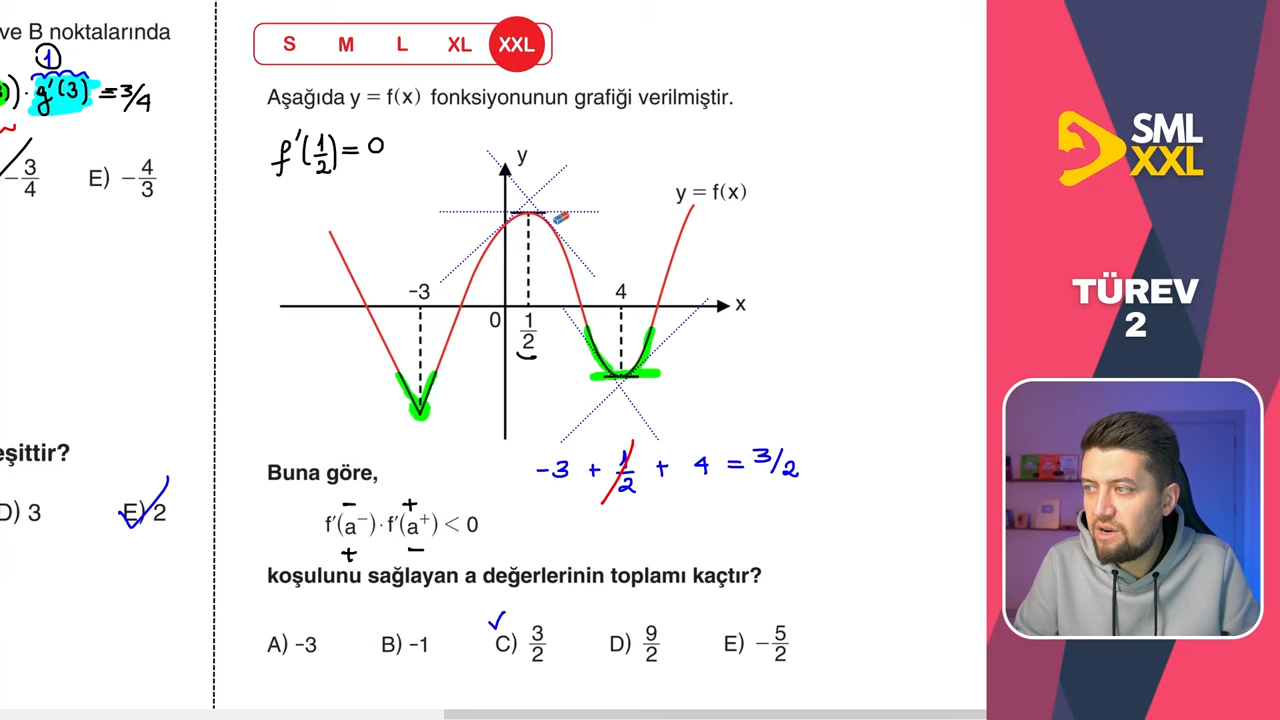 ve B noktalarında
1
3) · g'(3) = 3/4
-3/4 E) -4/3
eşittir?
D) 3 E) 2
S M L XL XXL
Aşağıda y = f(x) fonksiyonunun grafiği verilmiştir.
f'(1/2) = 0
y
y = f(x)
-3 4
x
0 1/2
-3 + 1/2 + 4 = 3/2
Buna göre,
- +
f'(a⁻) · f'(a⁺) < 0
+ -
koşulunu sağlayan a değerlerinin toplamı kaçtır?
A) -3 B) -1 C) 3/2 D) 9/2 E) -5/2
SML
XXL
TÜREV
2